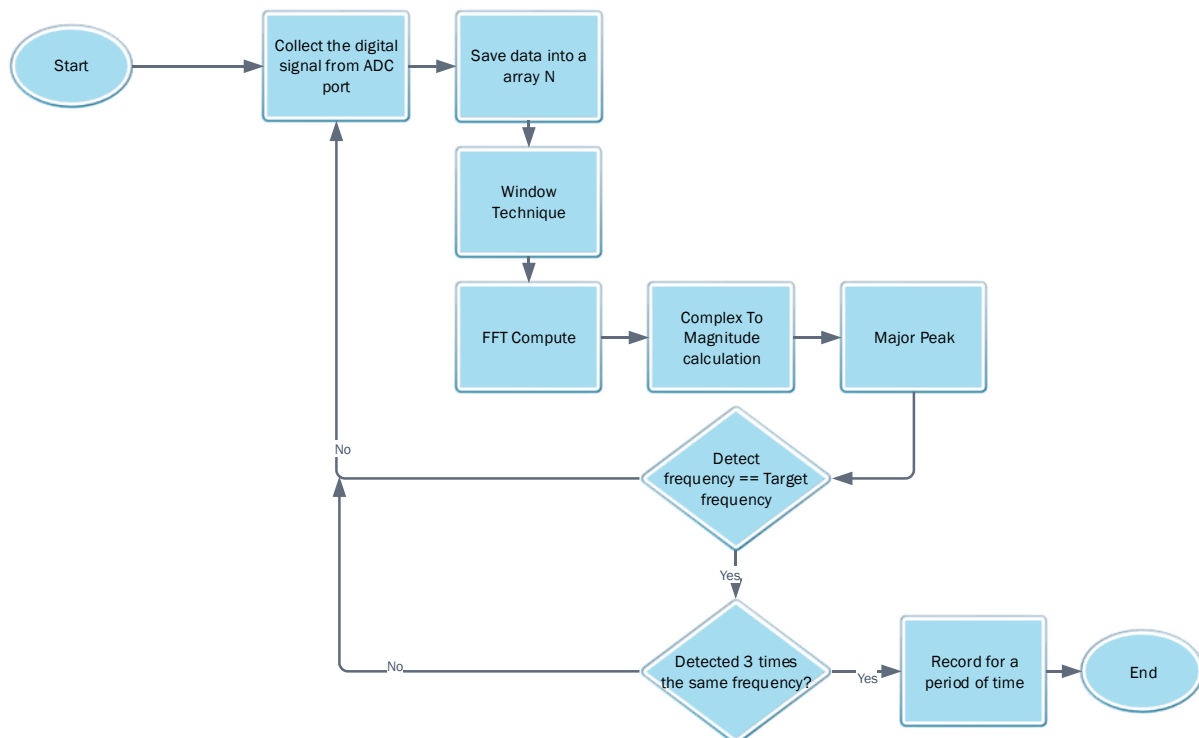 Start
Collect the digital
signal from ADC
port
Save data into a
array N
Window
Technique
FFT Compute
Complex To
Magnitude
calculation
Major Peak
No
Detect
frequency == Target
frequency
Yes
No
Detected 3 times
the same frequency?
Yes
Record for a
period of time
End